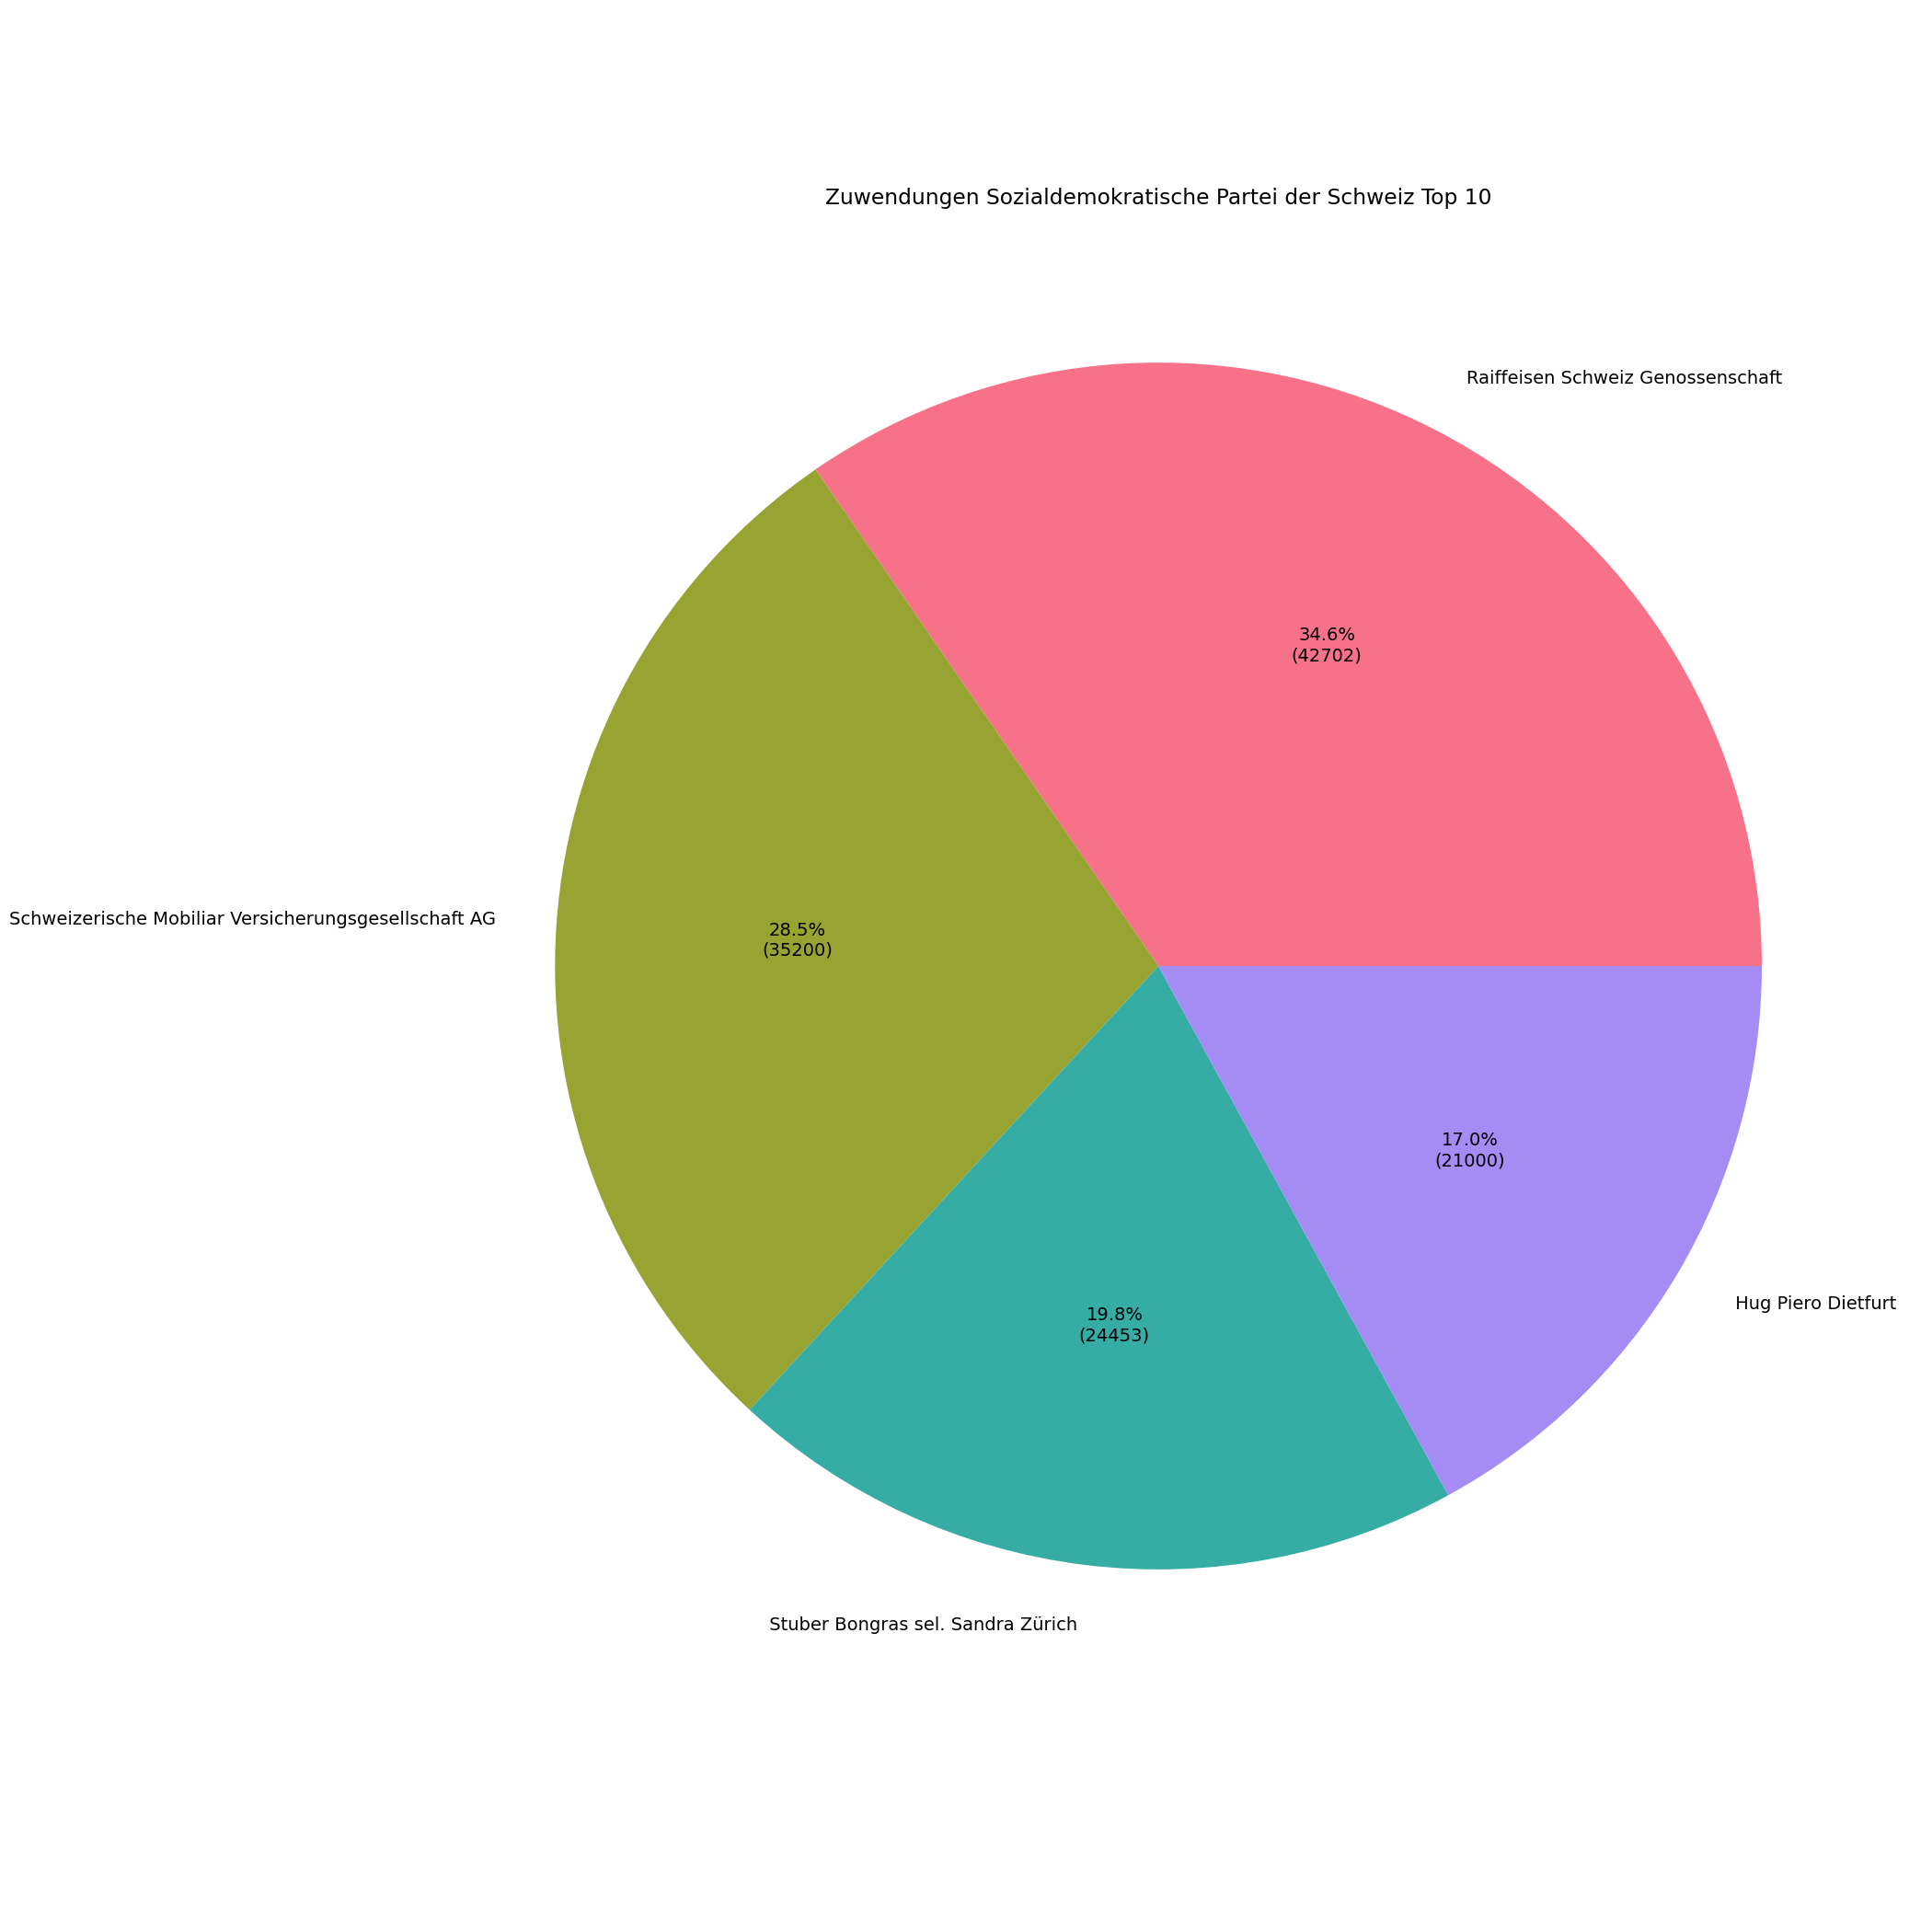 Zuwendungen Sozialdemokratische Partei der Schweiz Top 10
Raiffeisen Schweiz Genossenschaft
34.6%
(42702)
Schweizerische Mobiliar Versicherungsgesellschaft AG
28.5%
(35200)
17.0%
(21000)
Hug Piero Dietfurt
19.8%
(24453)
Stuber Bongras sel. Sandra Zürich